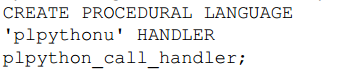 CREATE PROCEDURAL LANGUAGE
'plpythonu' HANDLER
plpython_call_handler;